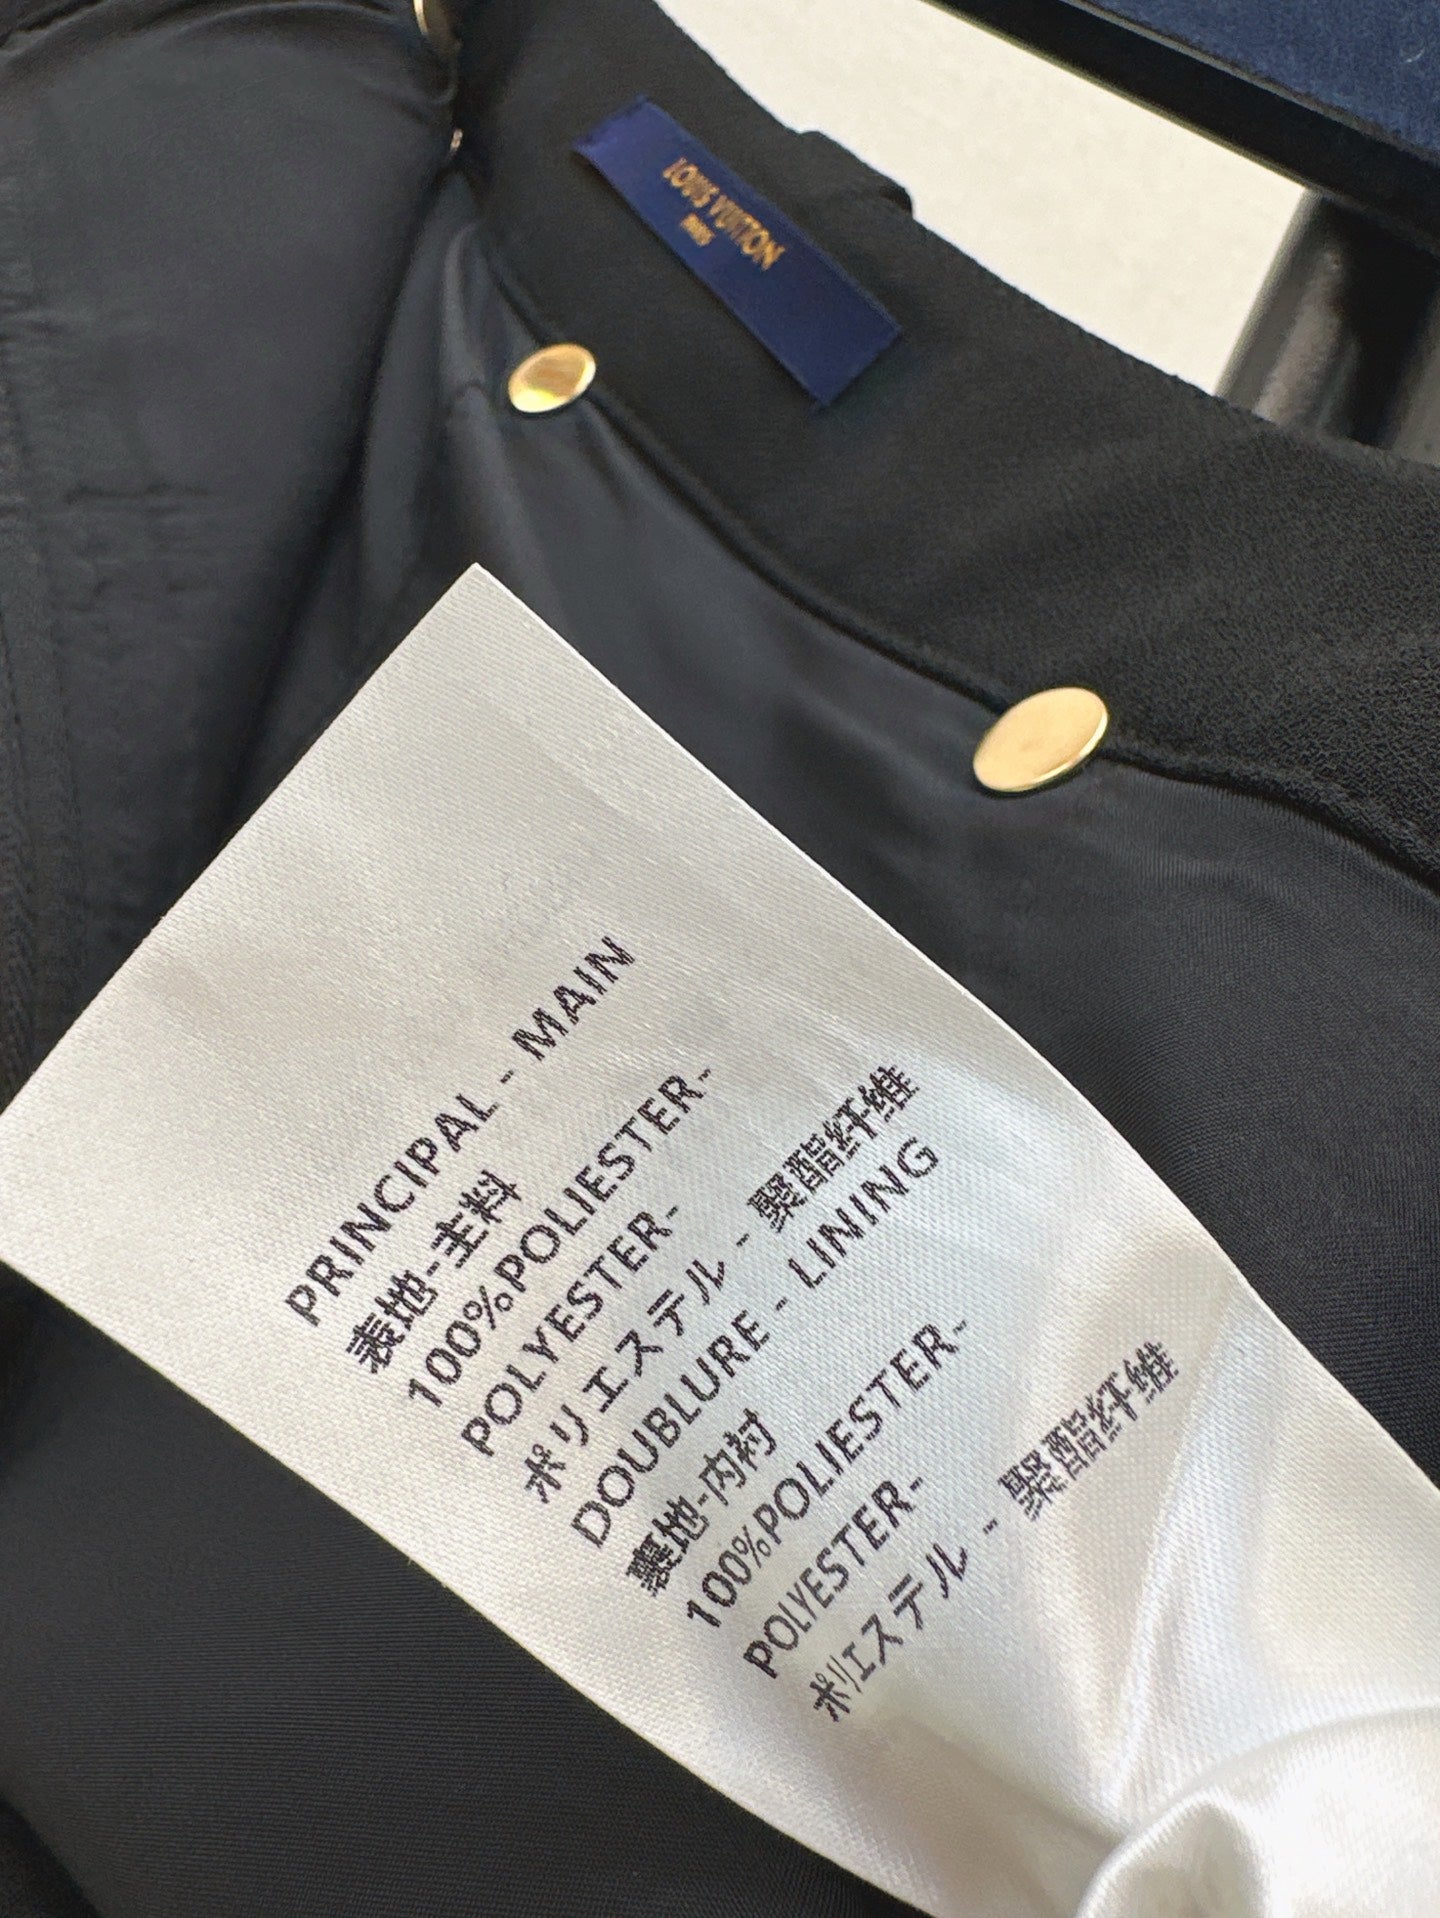 LOUIS VUITTON
PARIS
PRINCIPAL - MAIN
表地-主料
100%POLIESTER-
POLYESTER-
ポリエステル - 聚酯纤维
DOUBLURE - LINING
裏地-内衬
100%POLIESTER-
POLYESTER-
ポリエステル - 聚酯纤维